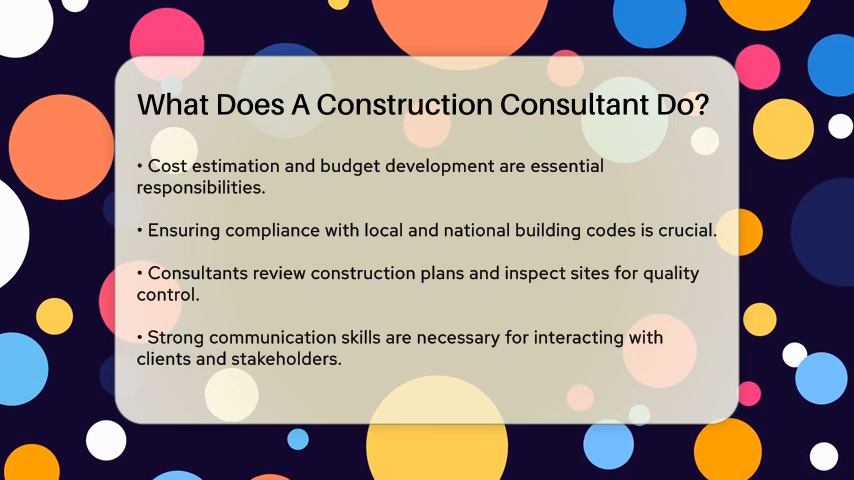 What Does A Construction Consultant Do?
• Cost estimation and budget development are essential
responsibilities.
• Ensuring compliance with local and national building codes is crucial.
• Consultants review construction plans and inspect sites for quality
control.
• Strong communication skills are necessary for interacting with
clients and stakeholders.